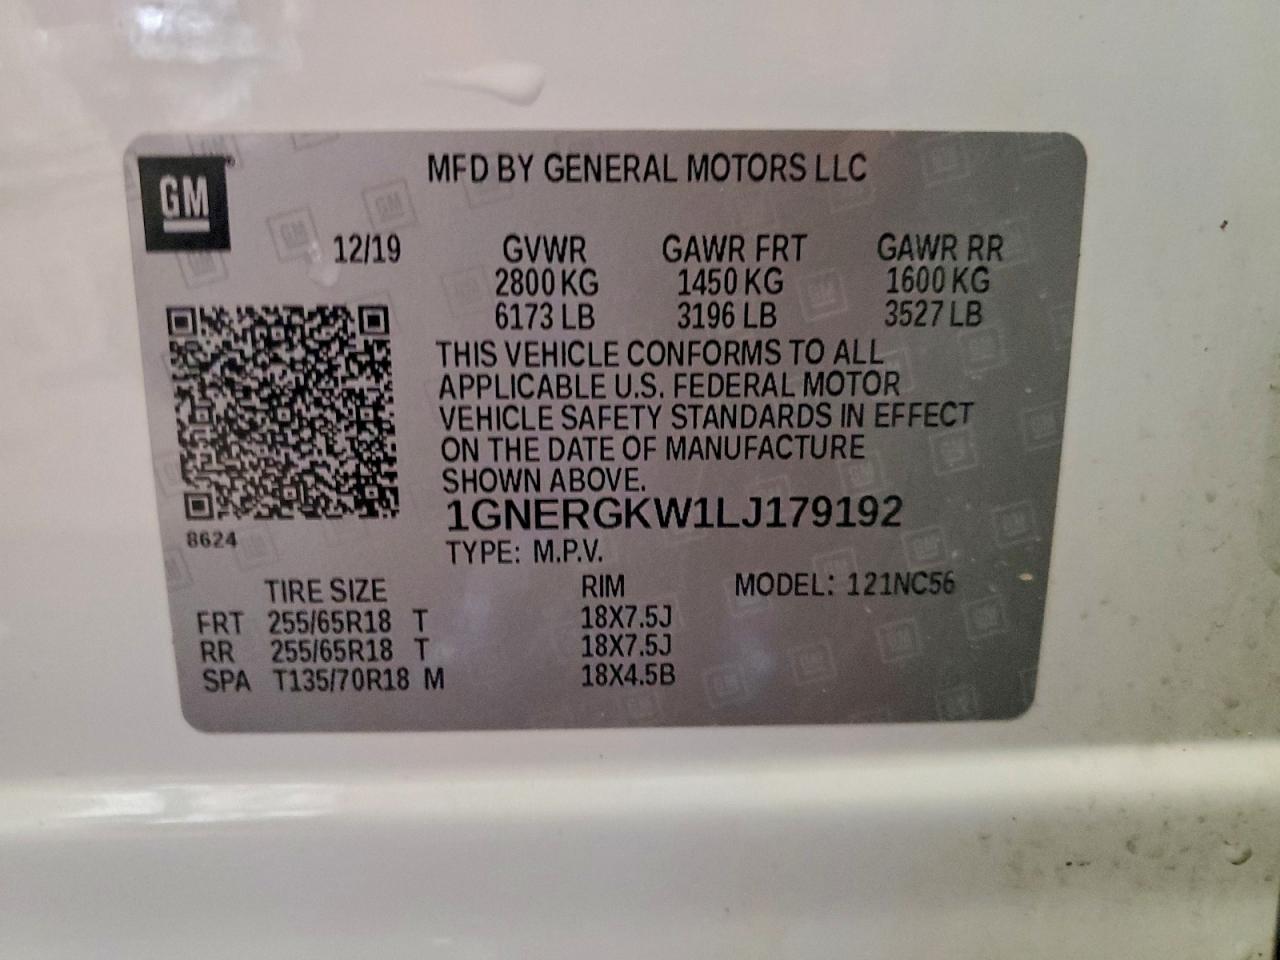 GM
MFD BY GENERAL MOTORS LLC
12/19 GVWR GAWR FRT GAWR RR
2800 KG 1450 KG 1600 KG
6173 LB 3196 LB 3527 LB
THIS VEHICLE CONFORMS TO ALL
APPLICABLE U.S. FEDERAL MOTOR
VEHICLE SAFETY STANDARDS IN EFFECT
ON THE DATE OF MANUFACTURE
SHOWN ABOVE.
1GNERGKW1LJ179192
8624
TYPE: M.P.V.
TIRE SIZE RIM MODEL: 121NC56
FRT 255/65R18 T 18X7.5J
RR 255/65R18 T 18X7.5J
SPA T135/70R18 M 18X4.5B